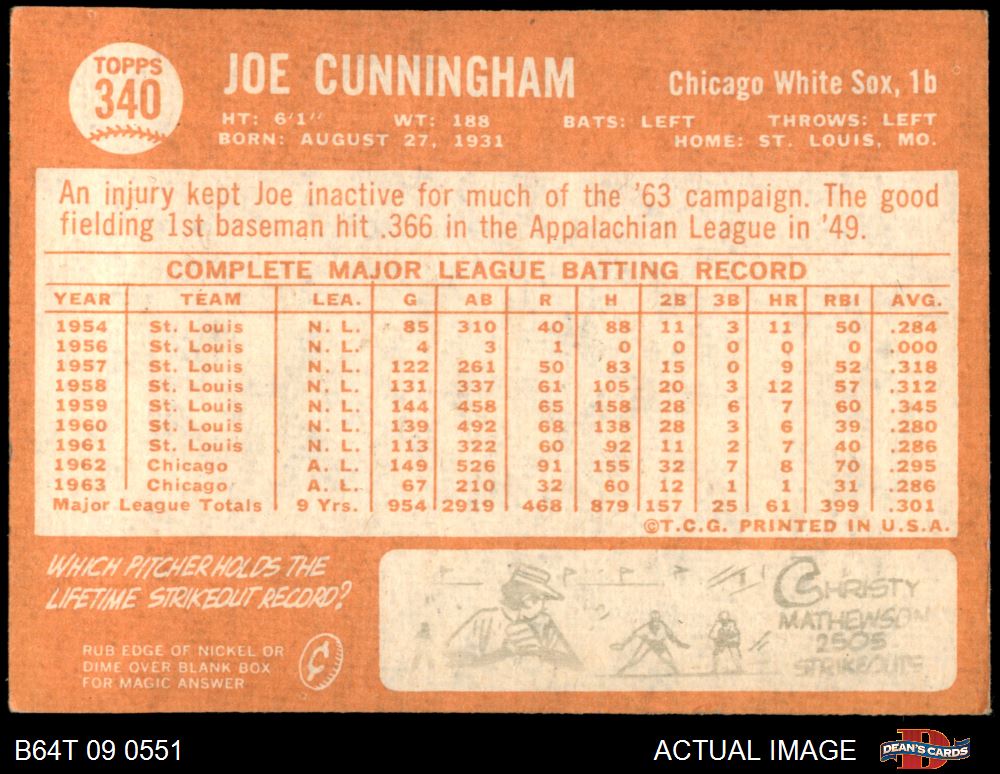 TOPPS
340
JOE CUNNINGHAM
Chicago White Sox, 1b
HT: 6'1" WT: 188 BATS: LEFT THROWS: LEFT
BORN: AUGUST 27, 1931 HOME: ST. LOUIS, MO.
An injury kept Joe inactive for much of the '63 campaign. The good
fielding 1st baseman hit .366 in the Appalachian League in '49.
COMPLETE MAJOR LEAGUE BATTING RECORD
YEAR TEAM LEA. G AB R H 2B 3B HR RBI AVG.
1954 St. Louis N. L. 85 310 40 88 11 3 11 50 .284
1956 St. Louis N. L. 4 3 1 0 0 0 0 0 .000
1957 St. Louis N. L. 122 261 50 83 15 0 9 52 .318
1958 St. Louis N. L. 131 337 61 105 20 3 12 57 .312
1959 St. Louis N. L. 144 458 65 158 28 6 7 60 .345
1960 St. Louis N. L. 139 492 68 138 28 3 6 39 .280
1961 St. Louis N. L. 113 322 60 92 11 2 7 40 .286
1962 Chicago A. L. 149 526 91 155 32 7 8 70 .295
1963 Chicago A. L. 67 210 32 60 12 1 1 31 .286
Major League Totals 9 Yrs. 954 2919 468 879 157 25 61 399 .301
©T.C.G. PRINTED IN U.S.A.
WHICH PITCHER HOLDS THE
LIFETIME STRIKEOUT RECORD?
RUB EDGE OF NICKEL OR
DIME OVER BLANK BOX
FOR MAGIC ANSWER
CHRISTY
MATHEWSON
2505
STRIKEOUTS
B64T 09 0551
ACTUAL IMAGE
DEAN'S CARDS